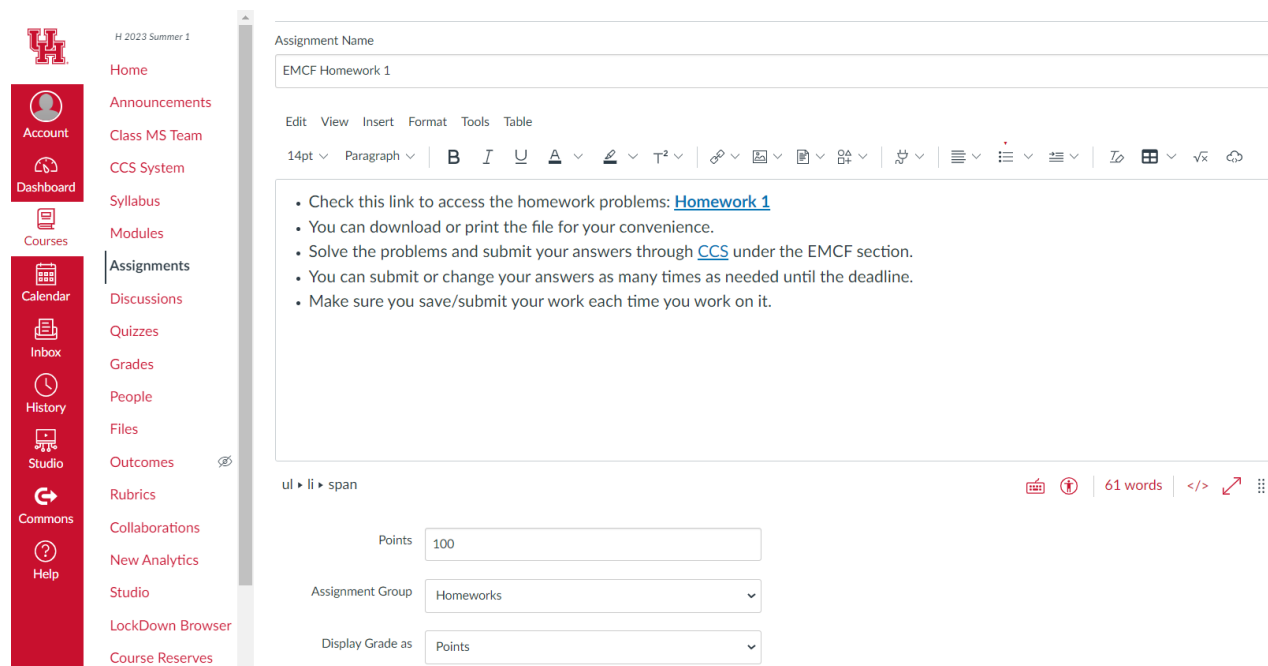 UH
H 2023 Summer 1
Account
Dashboard
Courses
Calendar
Inbox
History
Studio
Commons
Help
Home
Announcements
Class MS Team
CCS System
Syllabus
Modules
Assignments
Discussions
Quizzes
Grades
People
Files
Outcomes
Rubrics
Collaborations
New Analytics
Studio
LockDown Browser
Course Reserves
Assignment Name
EMCF Homework 1
Edit View Insert Format Tools Table
14pt Paragraph B I U A T² √x
• Check this link to access the homework problems: Homework 1
• You can download or print the file for your convenience.
• Solve the problems and submit your answers through CCS under the EMCF section.
• You can submit or change your answers as many times as needed until the deadline.
• Make sure you save/submit your work each time you work on it.
ul ▸ li ▸ span
61 words </>
Points 100
Assignment Group Homeworks
Display Grade as Points